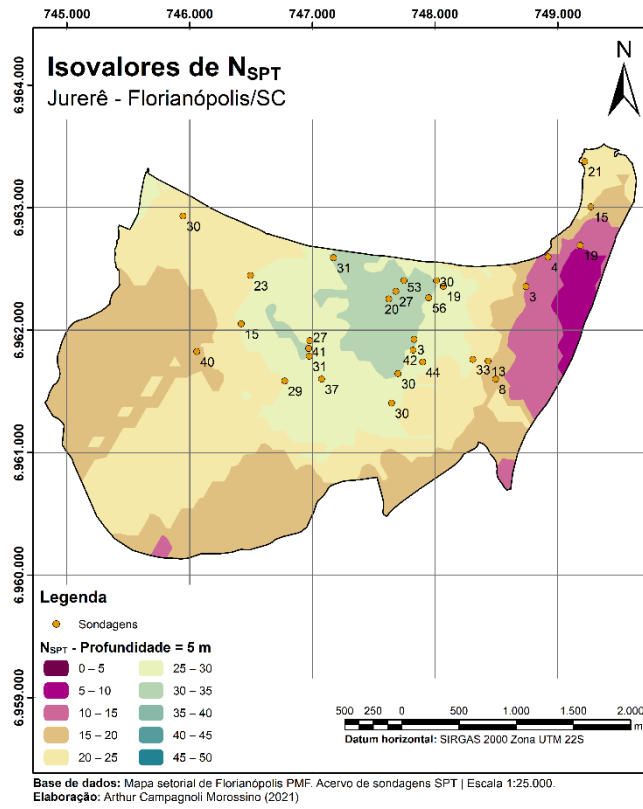 745.000 746.000 747.000 748.000 749.000
Isovalores de NSPT
Jurerê - Florianópolis/SC
N
6.964.000
6.963.000
6.962.000
6.961.000
6.960.000
6.959.000
21
15
30
4
19
31
23
53
30
3
27
19
20
56
15
27
3
41
42
40
31
44
33
13
37
30
29
8
30
Legenda
Sondagens
NSPT - Profundidade = 5 m
0 – 5 25 – 30
5 – 10 30 – 35
10 – 15 35 – 40
15 – 20 40 – 45
20 – 25 45 – 50
500 250 0 500 1.000 1.500 2.000
m
Datum horizontal: SIRGAS 2000 Zona UTM 22S
Base de dados: Mapa setorial de Florianópolis PMF. Acervo de sondagens SPT | Escala 1:25.000.
Elaboração: Arthur Campagnoli Morossino (2021)